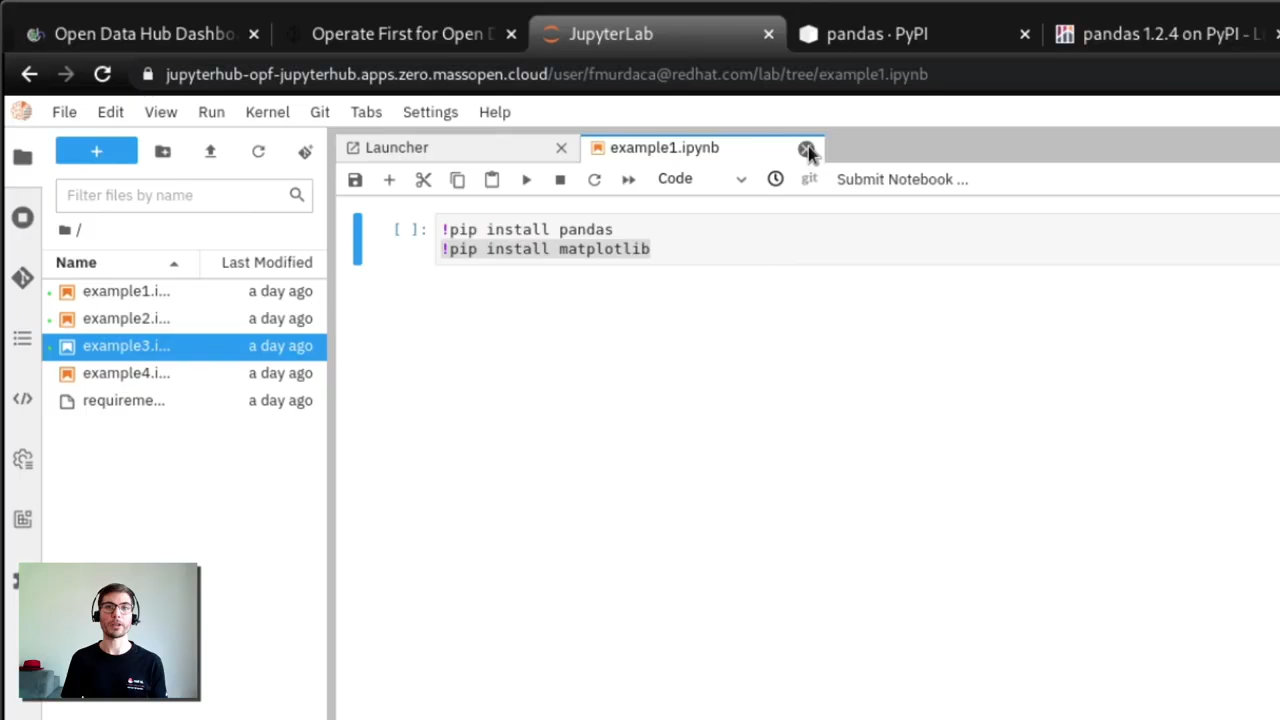 Open Data Hub Dashbo
Operate First for Open D
JupyterLab
pandas · PyPI
pandas 1.2.4 on PyPI - L
jupyterhub-opf-jupyterhub.apps.zero.massopen.cloud/user/fmurdaca@redhat.com/lab/tree/example1.ipynb
File Edit View Run Kernel Git Tabs Settings Help
Launcher
example1.ipynb
Filter files by name
Code
git
Submit Notebook ...
/
Name Last Modified
example1.i... a day ago
example2.i... a day ago
example3.i... a day ago
example4.i... a day ago
requireme... a day ago
[ ]: !pip install pandas
!pip install matplotlib